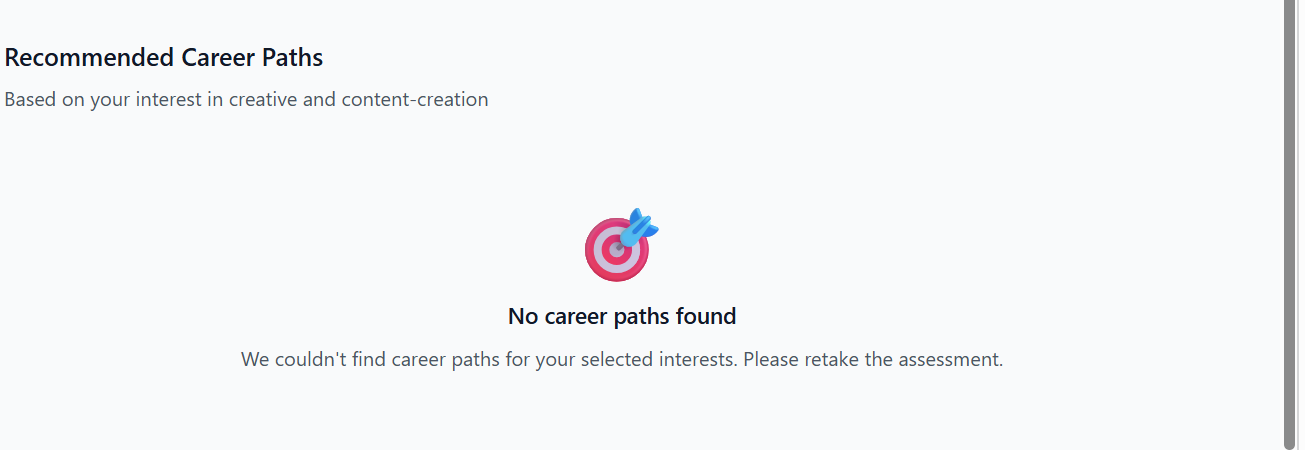 Recommended Career Paths
Based on your interest in creative and content-creation
No career paths found
We couldn't find career paths for your selected interests. Please retake the assessment.